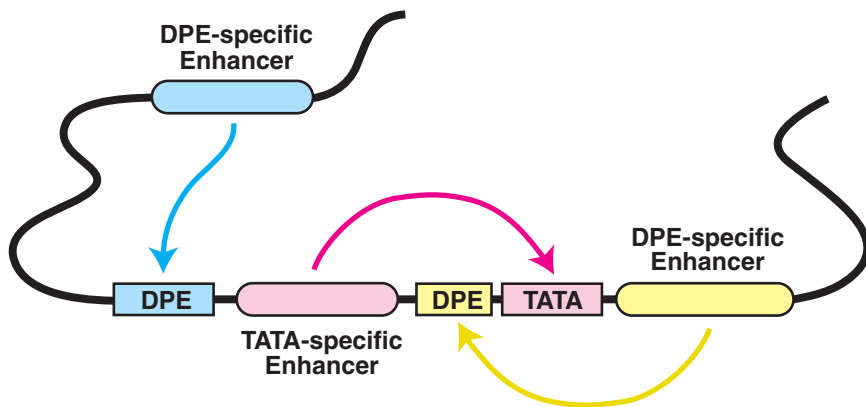 DPE-specific
Enhancer
DPE-specific
Enhancer
DPE
DPE
TATA
TATA-specific
Enhancer